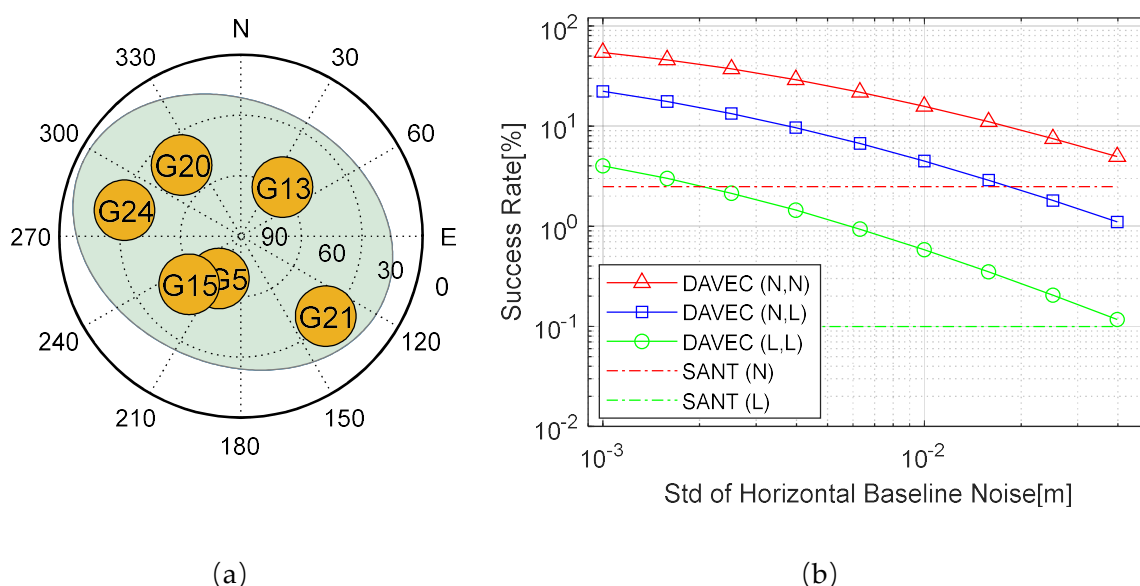 N
330
30
300
60
G20
G13
G24
270
90
60
30
E
0
G15
G5
G21
240
120
210
150
180
(a)
Success Rate[%]
10^2
10^1
10^0
10^-1
10^-2
DAVEC (N,N)
DAVEC (N,L)
DAVEC (L,L)
SANT (N)
SANT (L)
10^-3
10^-2
Std of Horizontal Baseline Noise[m]
(b)